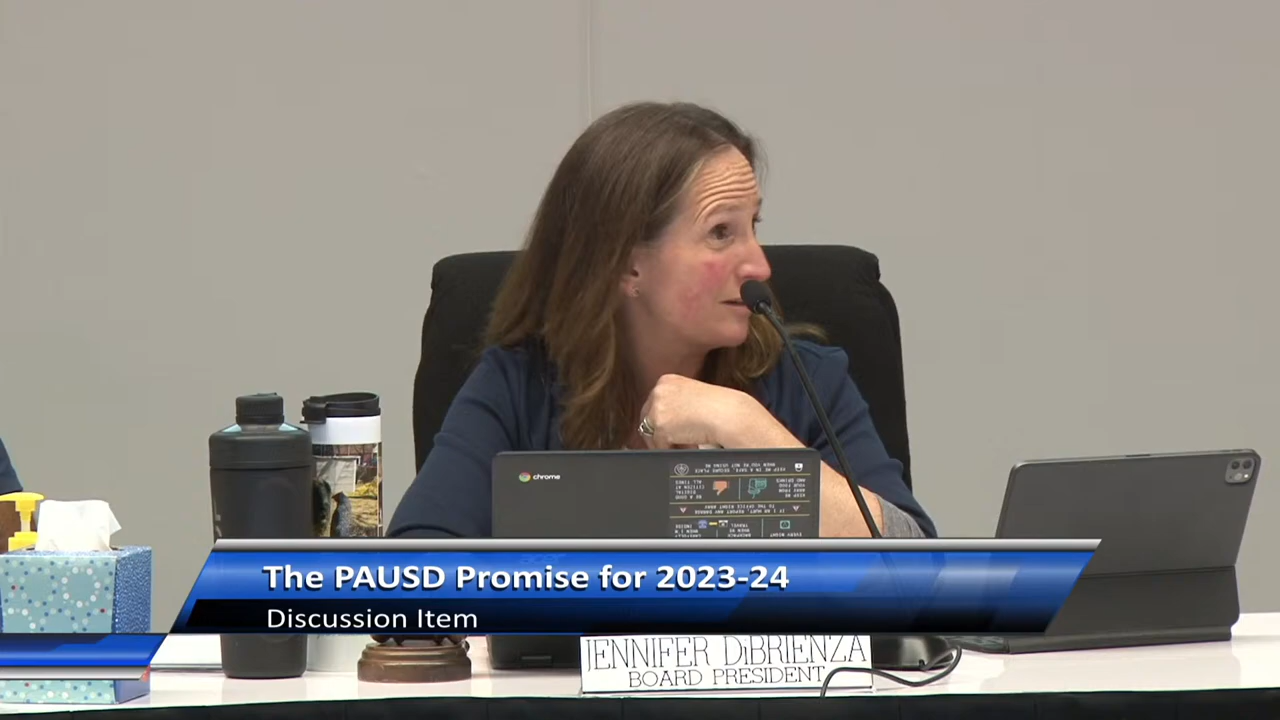 chrome
The PAUSD Promise for 2023-24
Discussion Item
JENNIFER DiBRIENZA
BOARD PRESIDENT